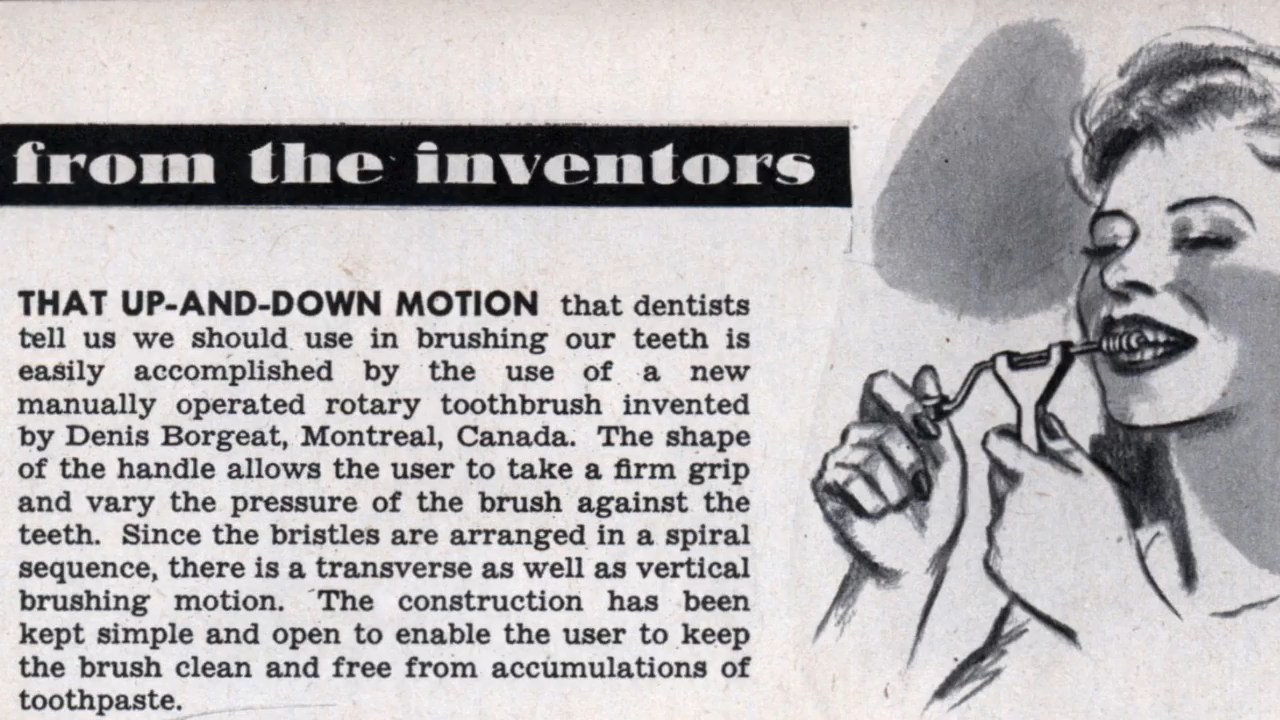 from the inventors
THAT UP-AND-DOWN MOTION that dentists
tell us we should use in brushing our teeth is
easily accomplished by the use of a new
manually operated rotary toothbrush invented
by Denis Borgeat, Montreal, Canada. The shape
of the handle allows the user to take a firm grip
and vary the pressure of the brush against the
teeth. Since the bristles are arranged in a spiral
sequence, there is a transverse as well as vertical
brushing motion. The construction has been
kept simple and open to enable the user to keep
the brush clean and free from accumulations of
toothpaste.